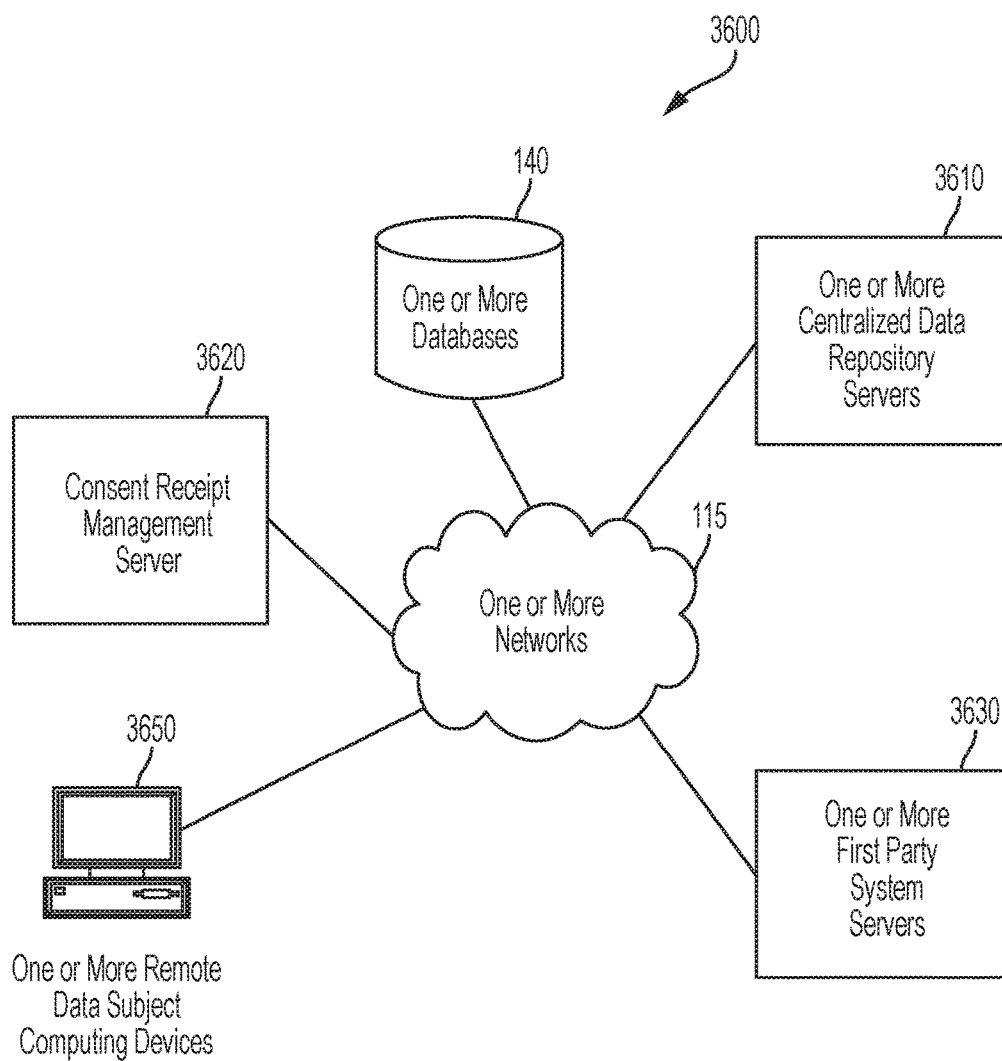 3600
140
One or More
Databases
3610
One or More
Centralized Data
Repository
Servers
3620
Consent Receipt
Management
Server
115
One or More
Networks
3650
One or More Remote
Data Subject
Computing Devices
3630
One or More
First Party
System
Servers